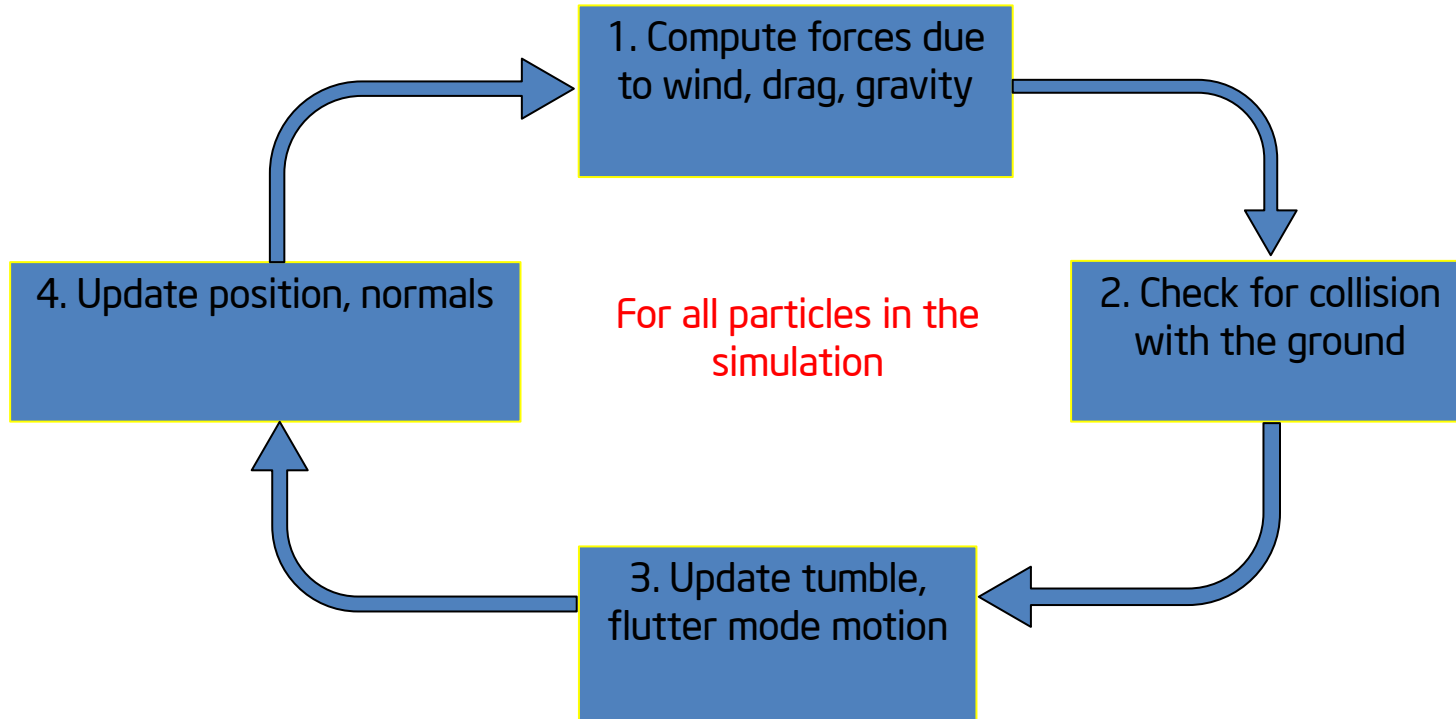 1. Compute forces due
to wind, drag, gravity
2. Check for collision
with the ground
3. Update tumble,
flutter mode motion
4. Update position, normals
For all particles in the
simulation